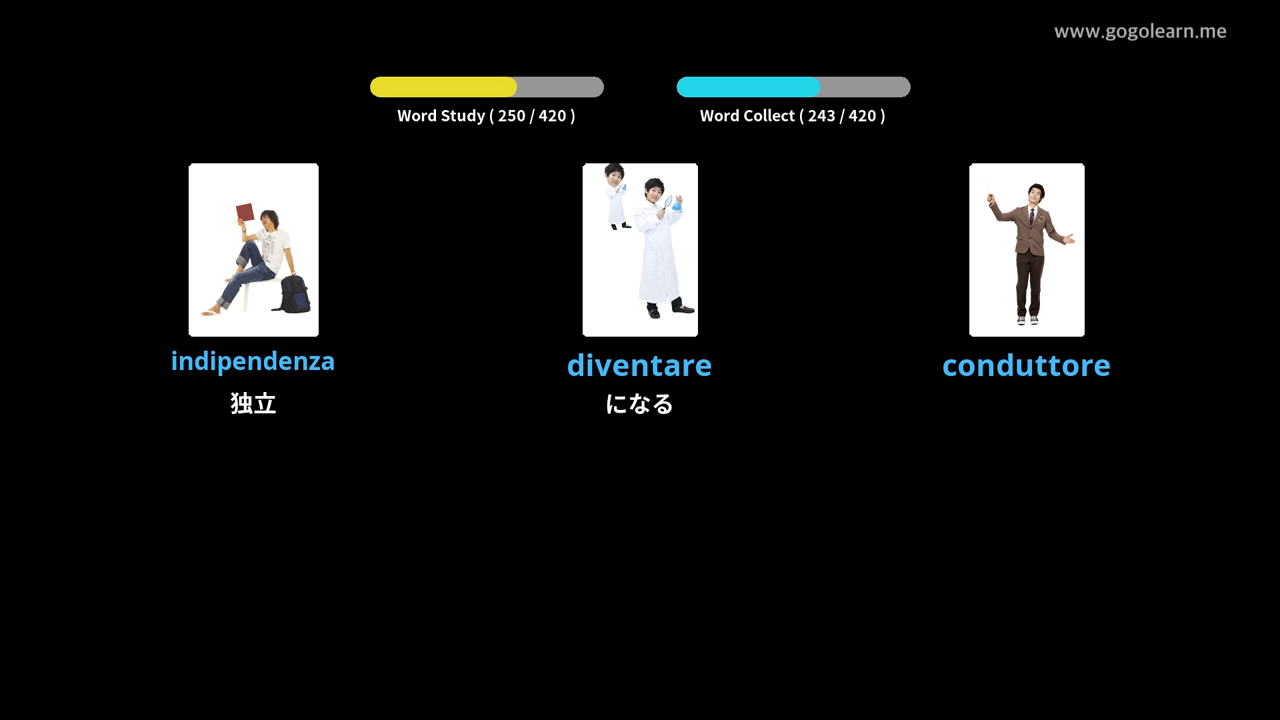 www.gogolearn.me
Word Study ( 250 / 420 )
Word Collect ( 243 / 420 )
indipendenza
独立
diventare
になる
conduttore